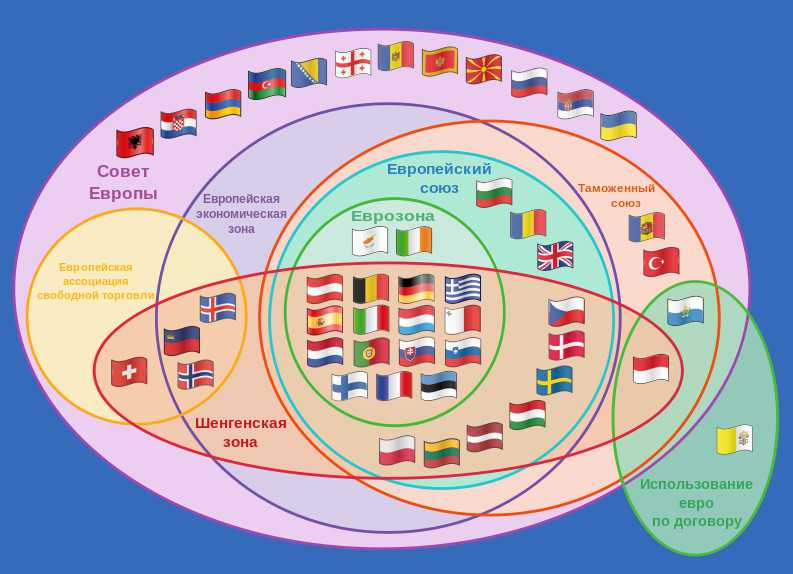 Совет
Европы
Европейская
экономическая
зона
Европейский
союз
Таможенный
союз
Еврозона
Европейская
ассоциация
свободной торговли
Шенгенская
зона
Использование
евро
по договору